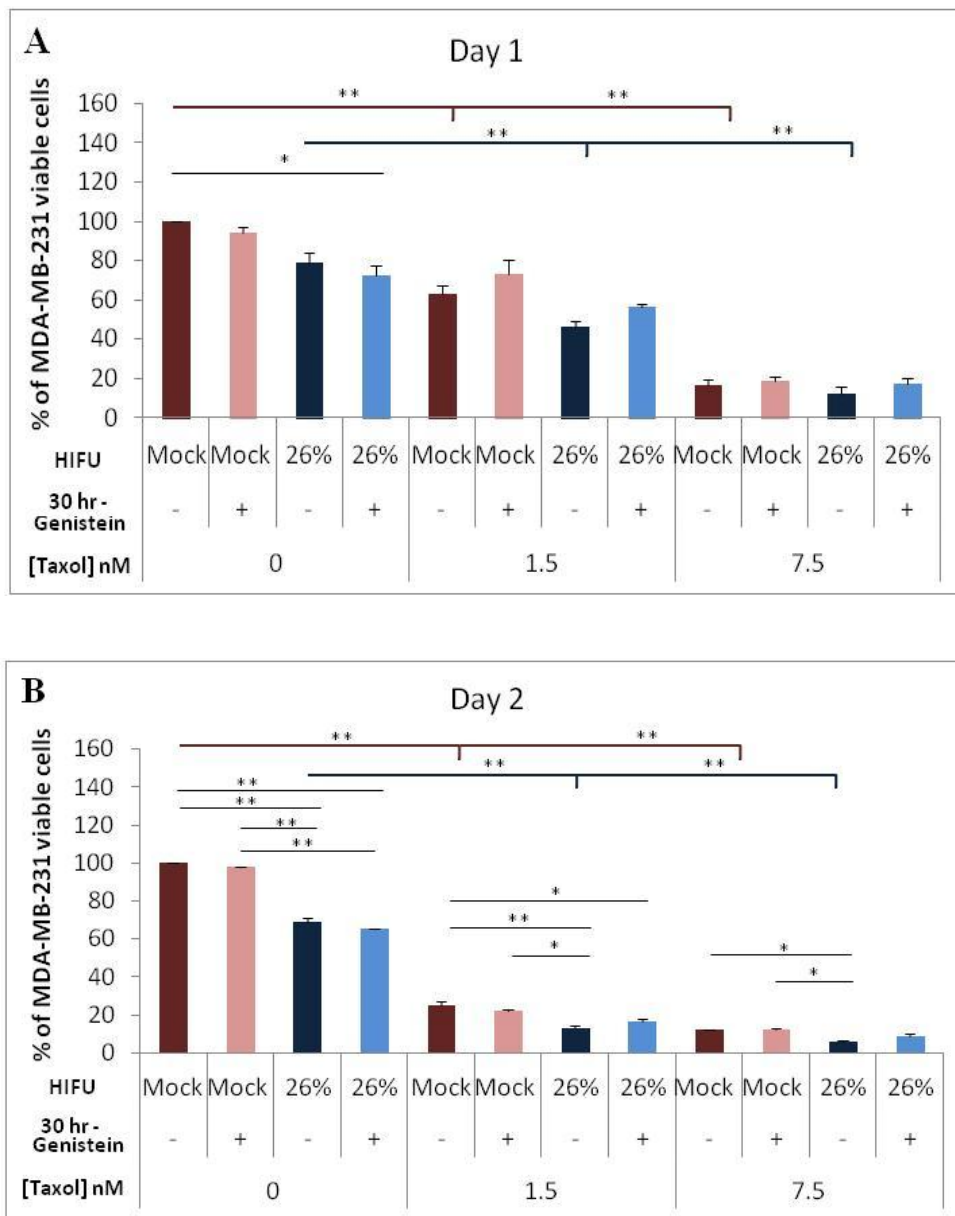 A
Day 1
** **
160
** **
140
*
120
100
80
60
40
20
0
% of MDA-MB-231 viable cells
HIFU Mock Mock 26% 26% Mock Mock 26% 26% Mock Mock 26% 26%
30 hr -
Genistein - + - + - + - + - + - +
[Taxol] nM 0 1.5 7.5
B
Day 2
** **
160
** **
140
**
**
120
**
**
100
80
*
**
*
60
*
*
40
20
0
% of MDA-MB-231 viable cells
HIFU Mock Mock 26% 26% Mock Mock 26% 26% Mock Mock 26% 26%
30 hr -
Genistein - + - + - + - + - + - +
[Taxol] nM 0 1.5 7.5